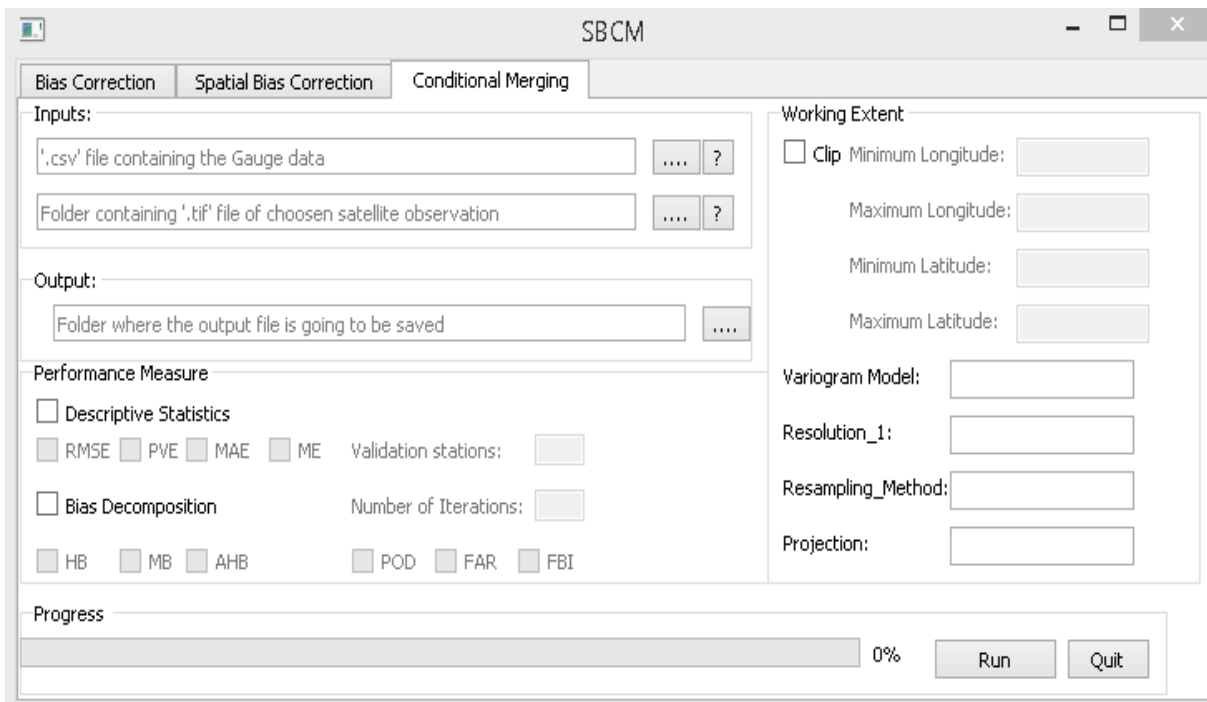 SBCM
Bias Correction
Spatial Bias Correction
Conditional Merging
Inputs:
'.csv' file containing the Gauge data
....
?
Folder containing '.tif' file of choosen satellite observation
....
?
Output:
Folder where the output file is going to be saved
....
Performance Measure
Descriptive Statistics
RMSE PVE MAE ME Validation stations:
Bias Decomposition Number of Iterations:
HB MB AHB POD FAR FBI
Working Extent
Clip Minimum Longitude:
Maximum Longitude:
Minimum Latitude:
Maximum Latitude:
Variogram Model:
Resolution_1:
Resampling_Method:
Projection:
Progress
0%
Run
Quit